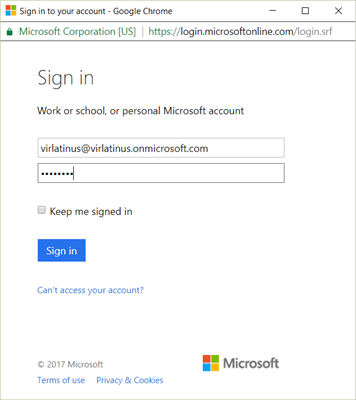 Sign in to your account - Google Chrome
Microsoft Corporation [US] | https://login.microsoftonline.com/login.srf
Sign in
Work or school, or personal Microsoft account
virlatinus@virlatinus.onmicrosoft.com
••••••••
Keep me signed in
Sign in
Can't access your account?
© 2017 Microsoft
Microsoft
Terms of use Privacy & Cookies